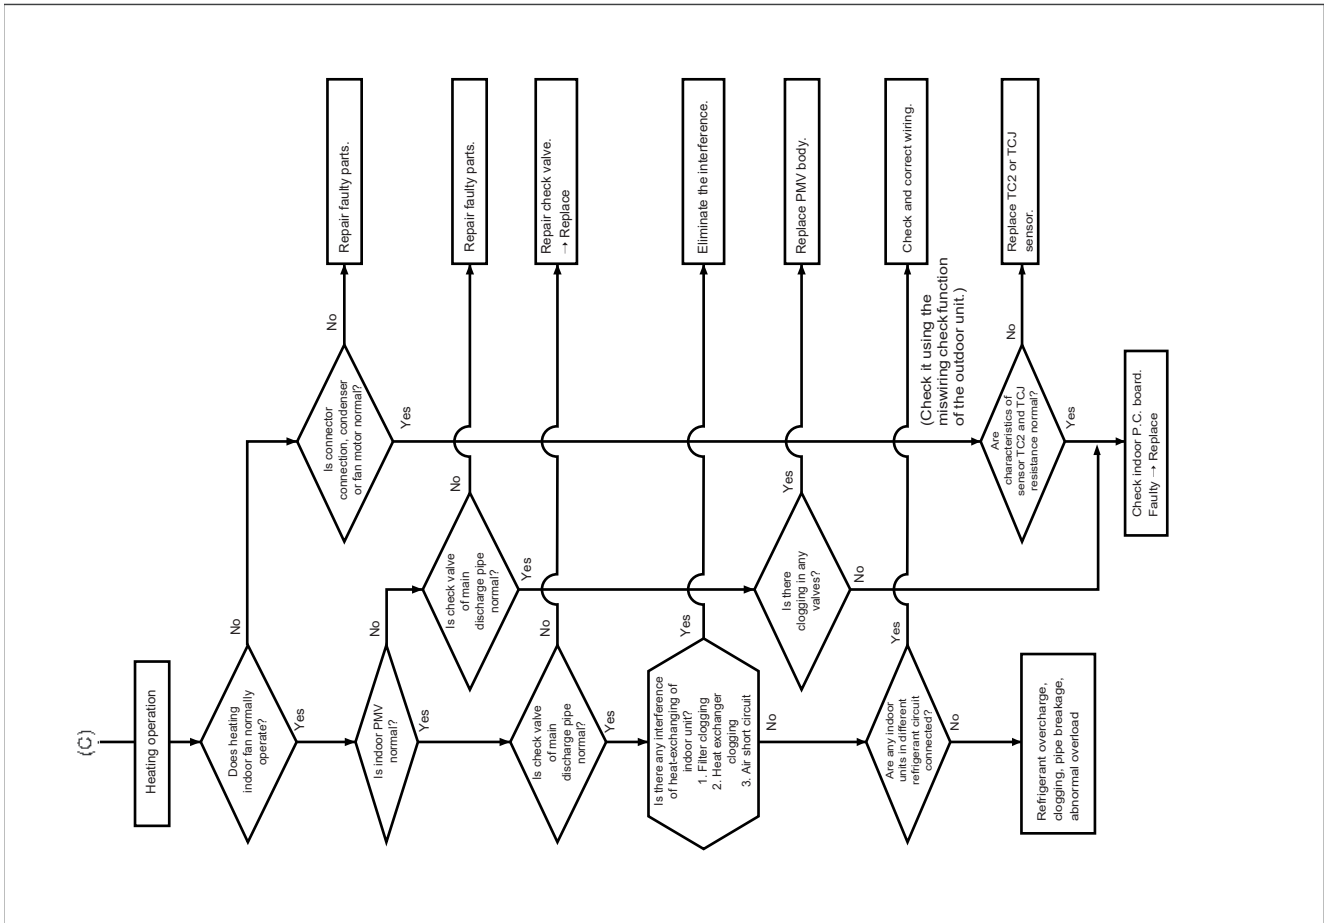 (C)
Heating operation
Does heating
indoor fan normally
operate?
No
Yes
Is connector
connection, condenser
or fan motor normal?
No
Yes
Repair faulty parts.
Is indoor PMV
normal?
No
Yes
Is check valve
of main
discharge pipe
normal?
No
Yes
Repair faulty parts.
Is check valve
of main
discharge pipe
normal?
No
Yes
Repair check valve.
→ Replace
Is there any interference
of heat-exchanging of
indoor unit?
1. Filter clogging
2. Heat exchanger
clogging
3. Air short circuit
Yes
No
Eliminate the interference.
Is there
clogging in any
valves?
Yes
No
Replace PMV body.
Are any indoor
units in different
refrigerant circuit
connected?
Yes
No
Check and correct wiring.
(Check it using the
miswiring checkfunction
of the outdoor unit.)
Are
characteristics of
sensor TC2 and TCJ
resistance normal?
No
Yes
Replace TC2 or TCJ
sensor.
Refrigerant overcharge,
clogging, pipe breakage,
abnormal overload
Check indoor P.C. board.
Faulty → Replace